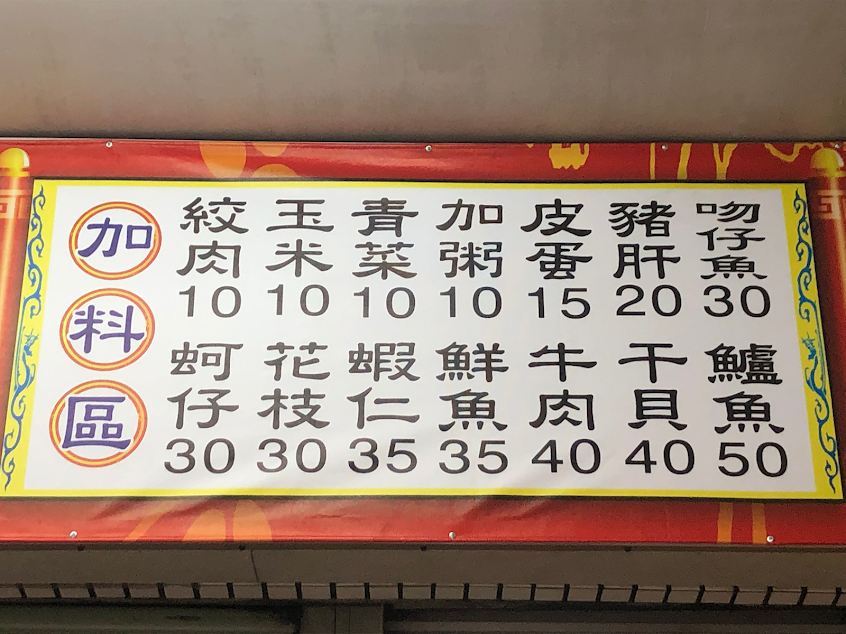 加料區
絞肉 玉米 青菜 加粥 皮蛋 豬肝 吻仔魚
10 10 10 10 15 20 30
蚵仔 花枝 蝦仁 鮮魚 牛肉 干貝 鱸魚
30 30 35 35 40 40 50